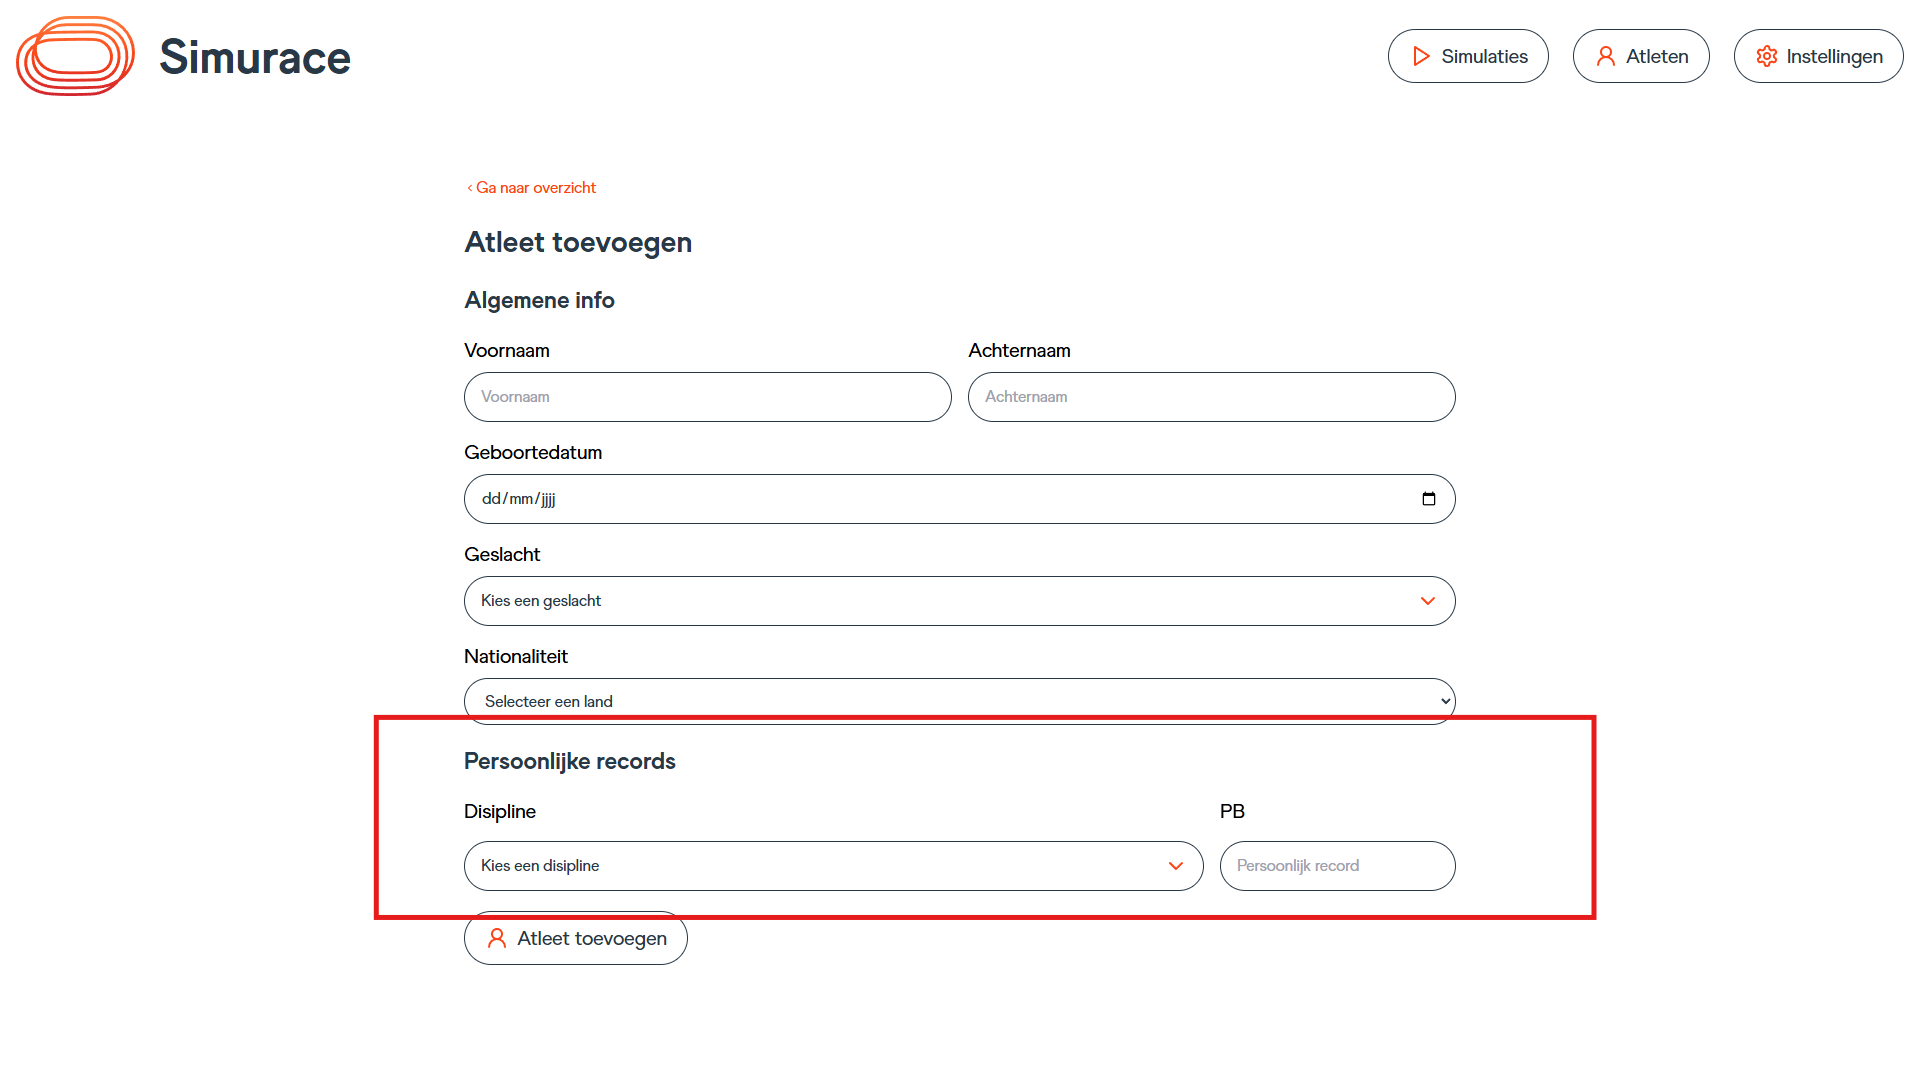 Simurace
Simulaties
Atleten
Instellingen
‹ Ga naar overzicht
Atleet toevoegen
Algemene info
Voornaam Achternaam
Voornaam Achternaam
Geboortedatum
dd/mm/jjjj
Geslacht
Kies een geslacht
Nationaliteit
Selecteer een land
Persoonlijke records
Disipline PB
Kies een disipline Persoonlijk record
Atleet toevoegen